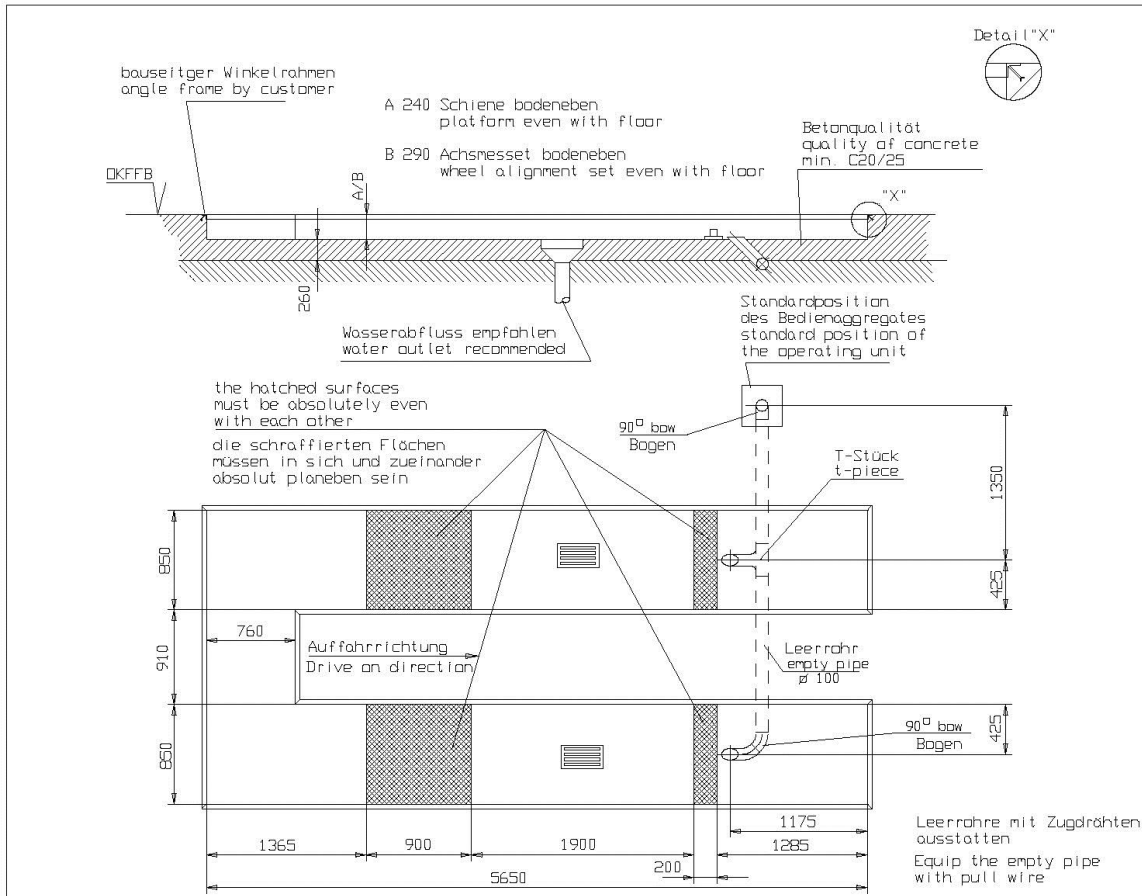 Detail"X"
bauseitger Winkelrahmen
angle frame by customer
A 240 Schiene bodeneben
platform even with floor
B 290 Achsmesset bodeneben
wheel alignment set even with floor
Betonqualität
quality of concrete
min. C20/25
OKFFB
A/B
"X"
260
Wasserabfluss empfohlen
water outlet recommended
Standardposition
des Bedienaggregates
standard position of
the operating unit
the hatched surfaces
must be absolutely even
with each other
die schraffierten Flächen
müssen in sich und zueinander
absolut planeben sein
90° bow
Bogen
T-Stück
t-piece
1350
850
425
760
910
Auffahrrichtung
Drive on direction
Leerrohr
empty pipe
ø 100
850
425
90° bow
Bogen
1175
1365
900
1900
200
1285
5650
Leerrohre mit Zugdrähten
ausstatten
Equip the empty pipe
with pull wire